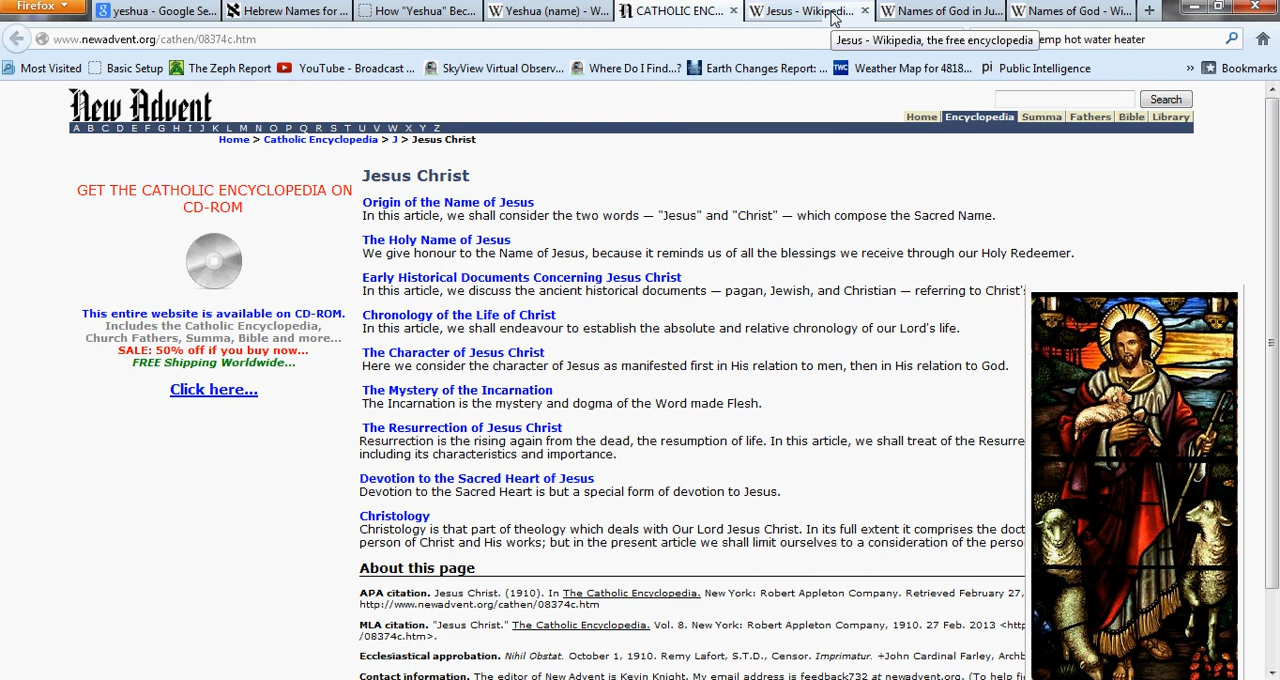 Firefox
yeshua - Google Se...
Hebrew Names for ...
How "Yeshua" Bec...
Yeshua (name) - W...
CATHOLIC ENC...
Jesus - Wikipedi...
Names of God in Ju...
Names of God - Wi...
www.newadvent.org/cathen/08374c.htm
Jesus - Wikipedia, the free encyclopedia
emp hot water heater
Most Visited
Basic Setup
The Zeph Report
YouTube - Broadcast ...
SkyView Virtual Observ...
Where Do I Find...?
Earth Changes Report: ...
Weather Map for 4818...
Public Intelligence
Bookmarks
New Advent
Search
A B C D E F G H I J K L M N O P Q R S T U V W X Y Z
Home Encyclopedia Summa Fathers Bible Library
Home > Catholic Encyclopedia > J > Jesus Christ
GET THE CATHOLIC ENCYCLOPEDIA ON
CD-ROM
This entire website is available on CD-ROM.
Includes the Catholic Encyclopedia,
Church Fathers, Summa, Bible and more...
SALE: 50% off if you buy now...
FREE Shipping Worldwide...
Click here...
Jesus Christ
Origin of the Name of Jesus
In this article, we shall consider the two words — "Jesus" and "Christ" — which compose the Sacred Name.
The Holy Name of Jesus
We give honour to the Name of Jesus, because it reminds us of all the blessings we receive through our Holy Redeemer.
Early Historical Documents Concerning Jesus Christ
In this article, we discuss the ancient historical documents — pagan, Jewish, and Christian — referring to Christ's
Chronology of the Life of Christ
In this article, we shall endeavour to establish the absolute and relative chronology of our Lord's life.
The Character of Jesus Christ
Here we consider the character of Jesus as manifested first in His relation to men, then in His relation to God.
The Mystery of the Incarnation
The Incarnation is the mystery and dogma of the Word made Flesh.
The Resurrection of Jesus Christ
Resurrection is the rising again from the dead, the resumption of life. In this article, we shall treat of the Resurre
including its characteristics and importance.
Devotion to the Sacred Heart of Jesus
Devotion to the Sacred Heart is but a special form of devotion to Jesus.
Christology
Christology is that part of theology which deals with Our Lord Jesus Christ. In its full extent it comprises the doct
person of Christ and His works; but in the present article we shall limit ourselves to a consideration of the perso
About this page
APA citation. Jesus Christ. (1910). In The Catholic Encyclopedia. New York: Robert Appleton Company. Retrieved February 27,
http://www.newadvent.org/cathen/08374c.htm
MLA citation. "Jesus Christ." The Catholic Encyclopedia. Vol. 8. New York: Robert Appleton Company, 1910. 27 Feb. 2013 <http
/08374c.htm>.
Ecclesiastical approbation. Nihil Obstat. October 1, 1910. Remy Lafort, S.T.D., Censor. Imprimatur. +John Cardinal Farley, Archb
Contact information. The editor of New Advent is Kevin Knight. My email address is feedback732 at newadvent.org. (To help fi